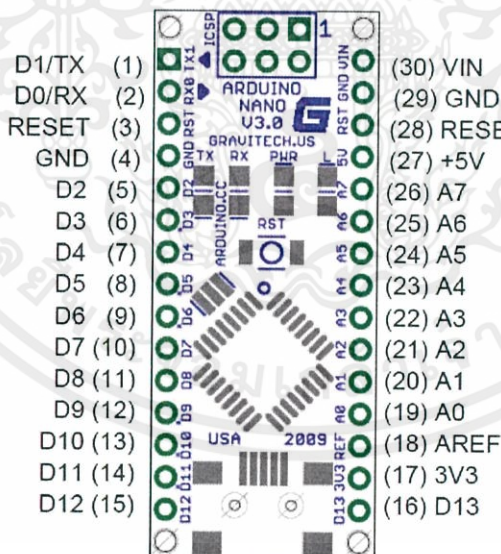 D1/TX (1)
D0/RX (2)
RESET (3)
GND (4)
D2 (5)
D3 (6)
D4 (7)
D5 (8)
D6 (9)
D7 (10)
D8 (11)
D9 (12)
D10 (13)
D11 (14)
D12 (15)
ICSP
1
TX1
RX0
RST
GND
D2
D3
D4
D5
D6
D7
D8
D9
D10
D11
D12
ARDUINO
NANO
V3.0
G
GRAVITECH.US
TX RX PWR L
ARDUINO.CC
RST
USA 2009
VIN
GND
RST
5V
A7
A6
A5
A4
A3
A2
A1
A0
REF
3V3
D13
(30) VIN
(29) GND
(28) RESE
(27) +5V
(26) A7
(25) A6
(24) A5
(23) A4
(22) A3
(21) A2
(20) A1
(19) A0
(18) AREF
(17) 3V3
(16) D13